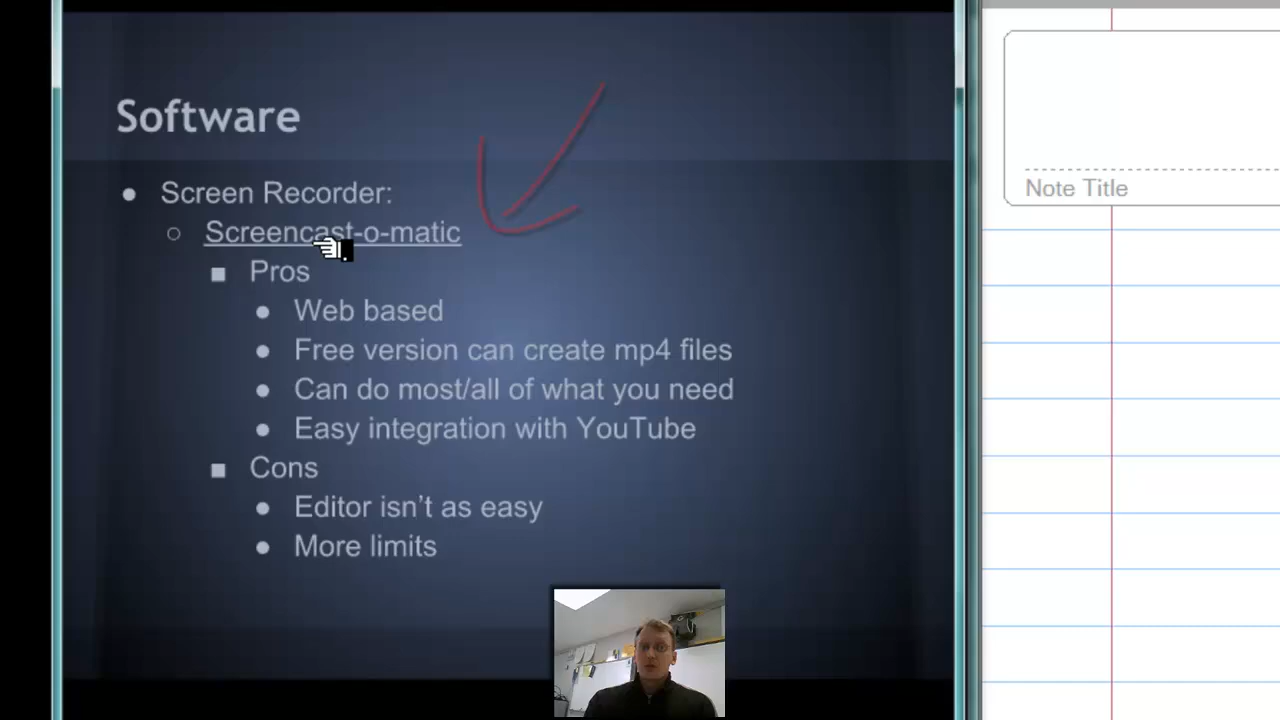 Software
Screen Recorder:
Screencast-o-matic
Pros
Web based
Free version can create mp4 files
Can do most/all of what you need
Easy integration with YouTube
Cons
Editor isn't as easy
More limits
Note Title